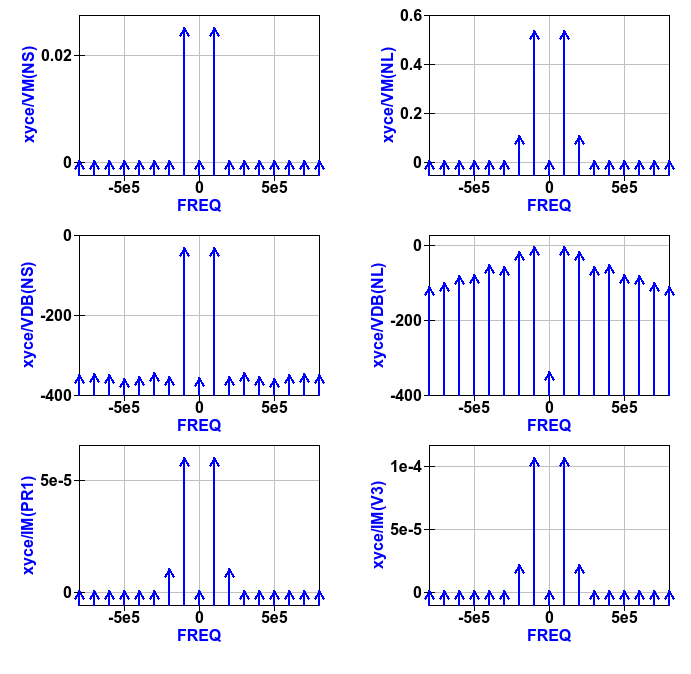 xyce/VM(NS)
0.02
0
-5e5 0 5e5
FREQ
xyce/VM(NL)
0.6
0.4
0.2
0
-5e5 0 5e5
FREQ
xyce/VDB(NS)
0
-200
-400
-5e5 0 5e5
FREQ
xyce/VDB(NL)
0
-200
-400
-5e5 0 5e5
FREQ
xyce/IM(PR1)
5e-5
0
-5e5 0 5e5
FREQ
xyce/IM(V3)
1e-4
5e-5
0
-5e5 0 5e5
FREQ